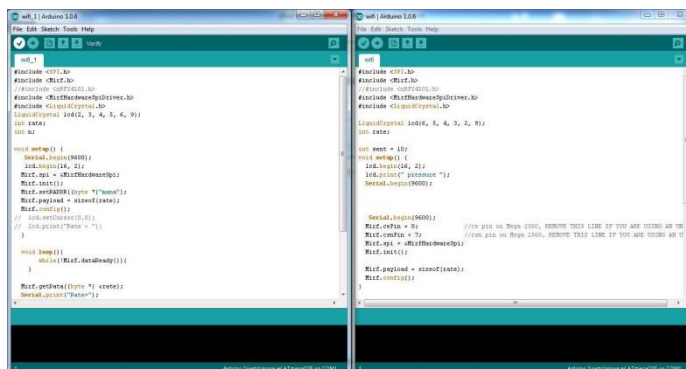 wifi_1 | Arduino 1.0.6
File Edit Sketch Tools Help
Verify
wifi_1
#include <SPI.h>
#include <Mirf.h>
//#include <nRF24L01.h>
#include <MirfHardwareSpiDriver.h>
#include <LiquidCrystal.h>
LiquidCrystal lcd(2, 3, 4, 5, 6, 9);
int rate;
int n;
void setup() {
Serial.begin(9600);
lcd.begin(16, 2);
Mirf.spi = &MirfHardwareSpi;
Mirf.init();
Mirf.setRADDR((byte *)"mane");
Mirf.payload = sizeof(rate);
Mirf.config();
// lcd.setCursor(0,0);
// lcd.print("Rate = ");
}
void loop(){
while(!Mirf.dataReady()){
}
Mirf.getData((byte *) &rate);
Serial.print("Rate=");
wifi | Arduino 1.0.6
File Edit Sketch Tools Help
wifi
#include <SPI.h>
#include <Mirf.h>
//#include <nRF24L01.h>
#include <MirfHardwareSpiDriver.h>
#include <LiquidCrystal.h>
LiquidCrystal lcd(6, 5, 4, 3, 2, 9);
int rate;
int sent = 10;
void setup() {
lcd.begin(16, 2);
lcd.print(" pressure ");
Serial.begin(9600);
Serial.begin(9600);
Mirf.cePin = 8; //ce pin on Mega 2560, REMOVE THIS LINE IF YOU ARE USING AN UN
Mirf.csnPin = 7; //csn pin on Mega 2560, REMOVE THIS LINE IF YOU ARE USING AN U
Mirf.spi = &MirfHardwareSpi;
Mirf.init();
Mirf.payload = sizeof(rate);
Mirf.config();
}